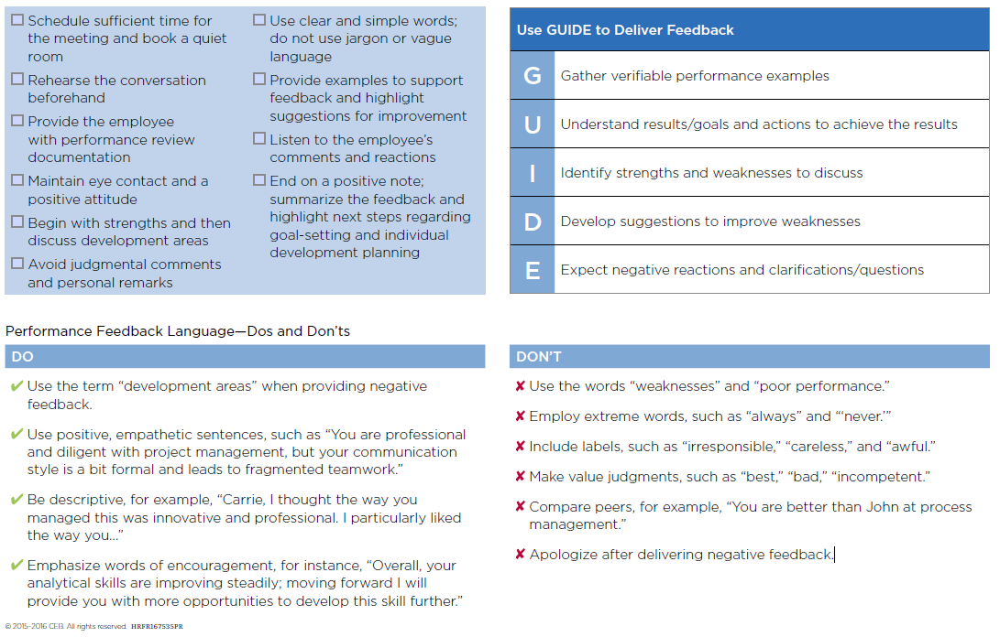 Schedule sufficient time for
the meeting and book a quiet
room
Rehearse the conversation
beforehand
Provide the employee
with performance review
documentation
Maintain eye contact and a
positive attitude
Begin with strengths and then
discuss development areas
Avoid judgmental comments
and personal remarks
Use clear and simple words;
do not use jargon or vague
language
Provide examples to support
feedback and highlight
suggestions for improvement
Listen to the employee’s
comments and reactions
End on a positive note;
summarize the feedback and
highlight next steps regarding
goal-setting and individual
development planning
Use GUIDE to Deliver Feedback
G Gather verifiable performance examples
U Understand results/goals and actions to achieve the results
I Identify strengths and weaknesses to discuss
D Develop suggestions to improve weaknesses
E Expect negative reactions and clarifications/questions
Performance Feedback Language—Dos and Don’ts
DO
✔ Use the term “development areas” when providing negative
feedback.
✔ Use positive, empathetic sentences, such as “You are professional
and diligent with project management, but your communication
style is a bit formal and leads to fragmented teamwork.”
✔ Be descriptive, for example, “Carrie, I thought the way you
managed this was innovative and professional. I particularly liked
the way you…”
✔ Emphasize words of encouragement, for instance, “Overall, your
analytical skills are improving steadily; moving forward I will
provide you with more opportunities to develop this skill further.”
DON’T
✘ Use the words “weaknesses” and “poor performance.”
✘ Employ extreme words, such as “always” and “‘never.’”
✘ Include labels, such as “irresponsible,” “careless,” and “awful.”
✘ Make value judgments, such as “best,” “bad,” “incompetent.”
✘ Compare peers, for example, “You are better than John at process
management.”
✘ Apologize after delivering negative feedback.
© 2015–2016 CEB. All rights reserved. HRFR167535PR